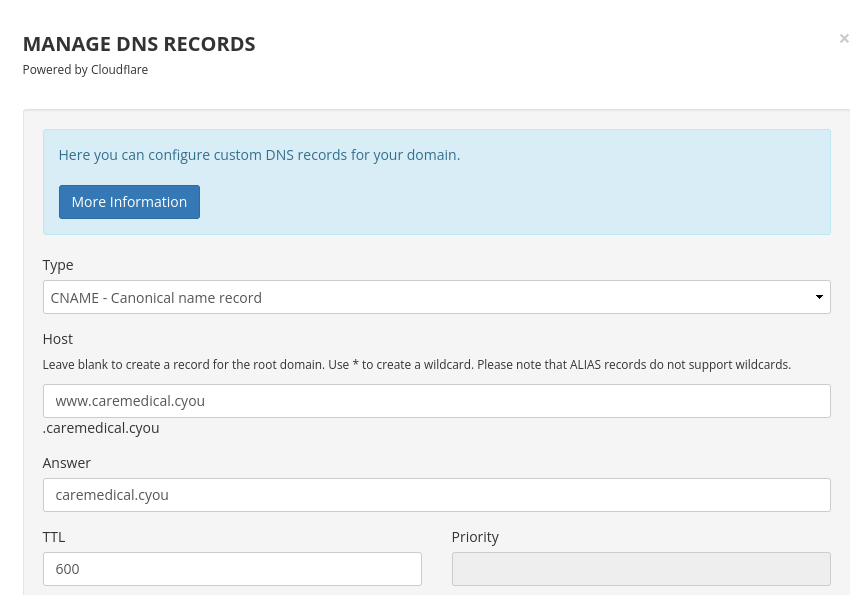 MANAGE DNS RECORDS
×
Powered by Cloudflare
Here you can configure custom DNS records for your domain.
More Information
Type
CNAME - Canonical name record
Host
Leave blank to create a record for the root domain. Use * to create a wildcard. Please note that ALIAS records do not support wildcards.
www.caremedical.cyou
.caremedical.cyou
Answer
caremedical.cyou
TTL
Priority
600